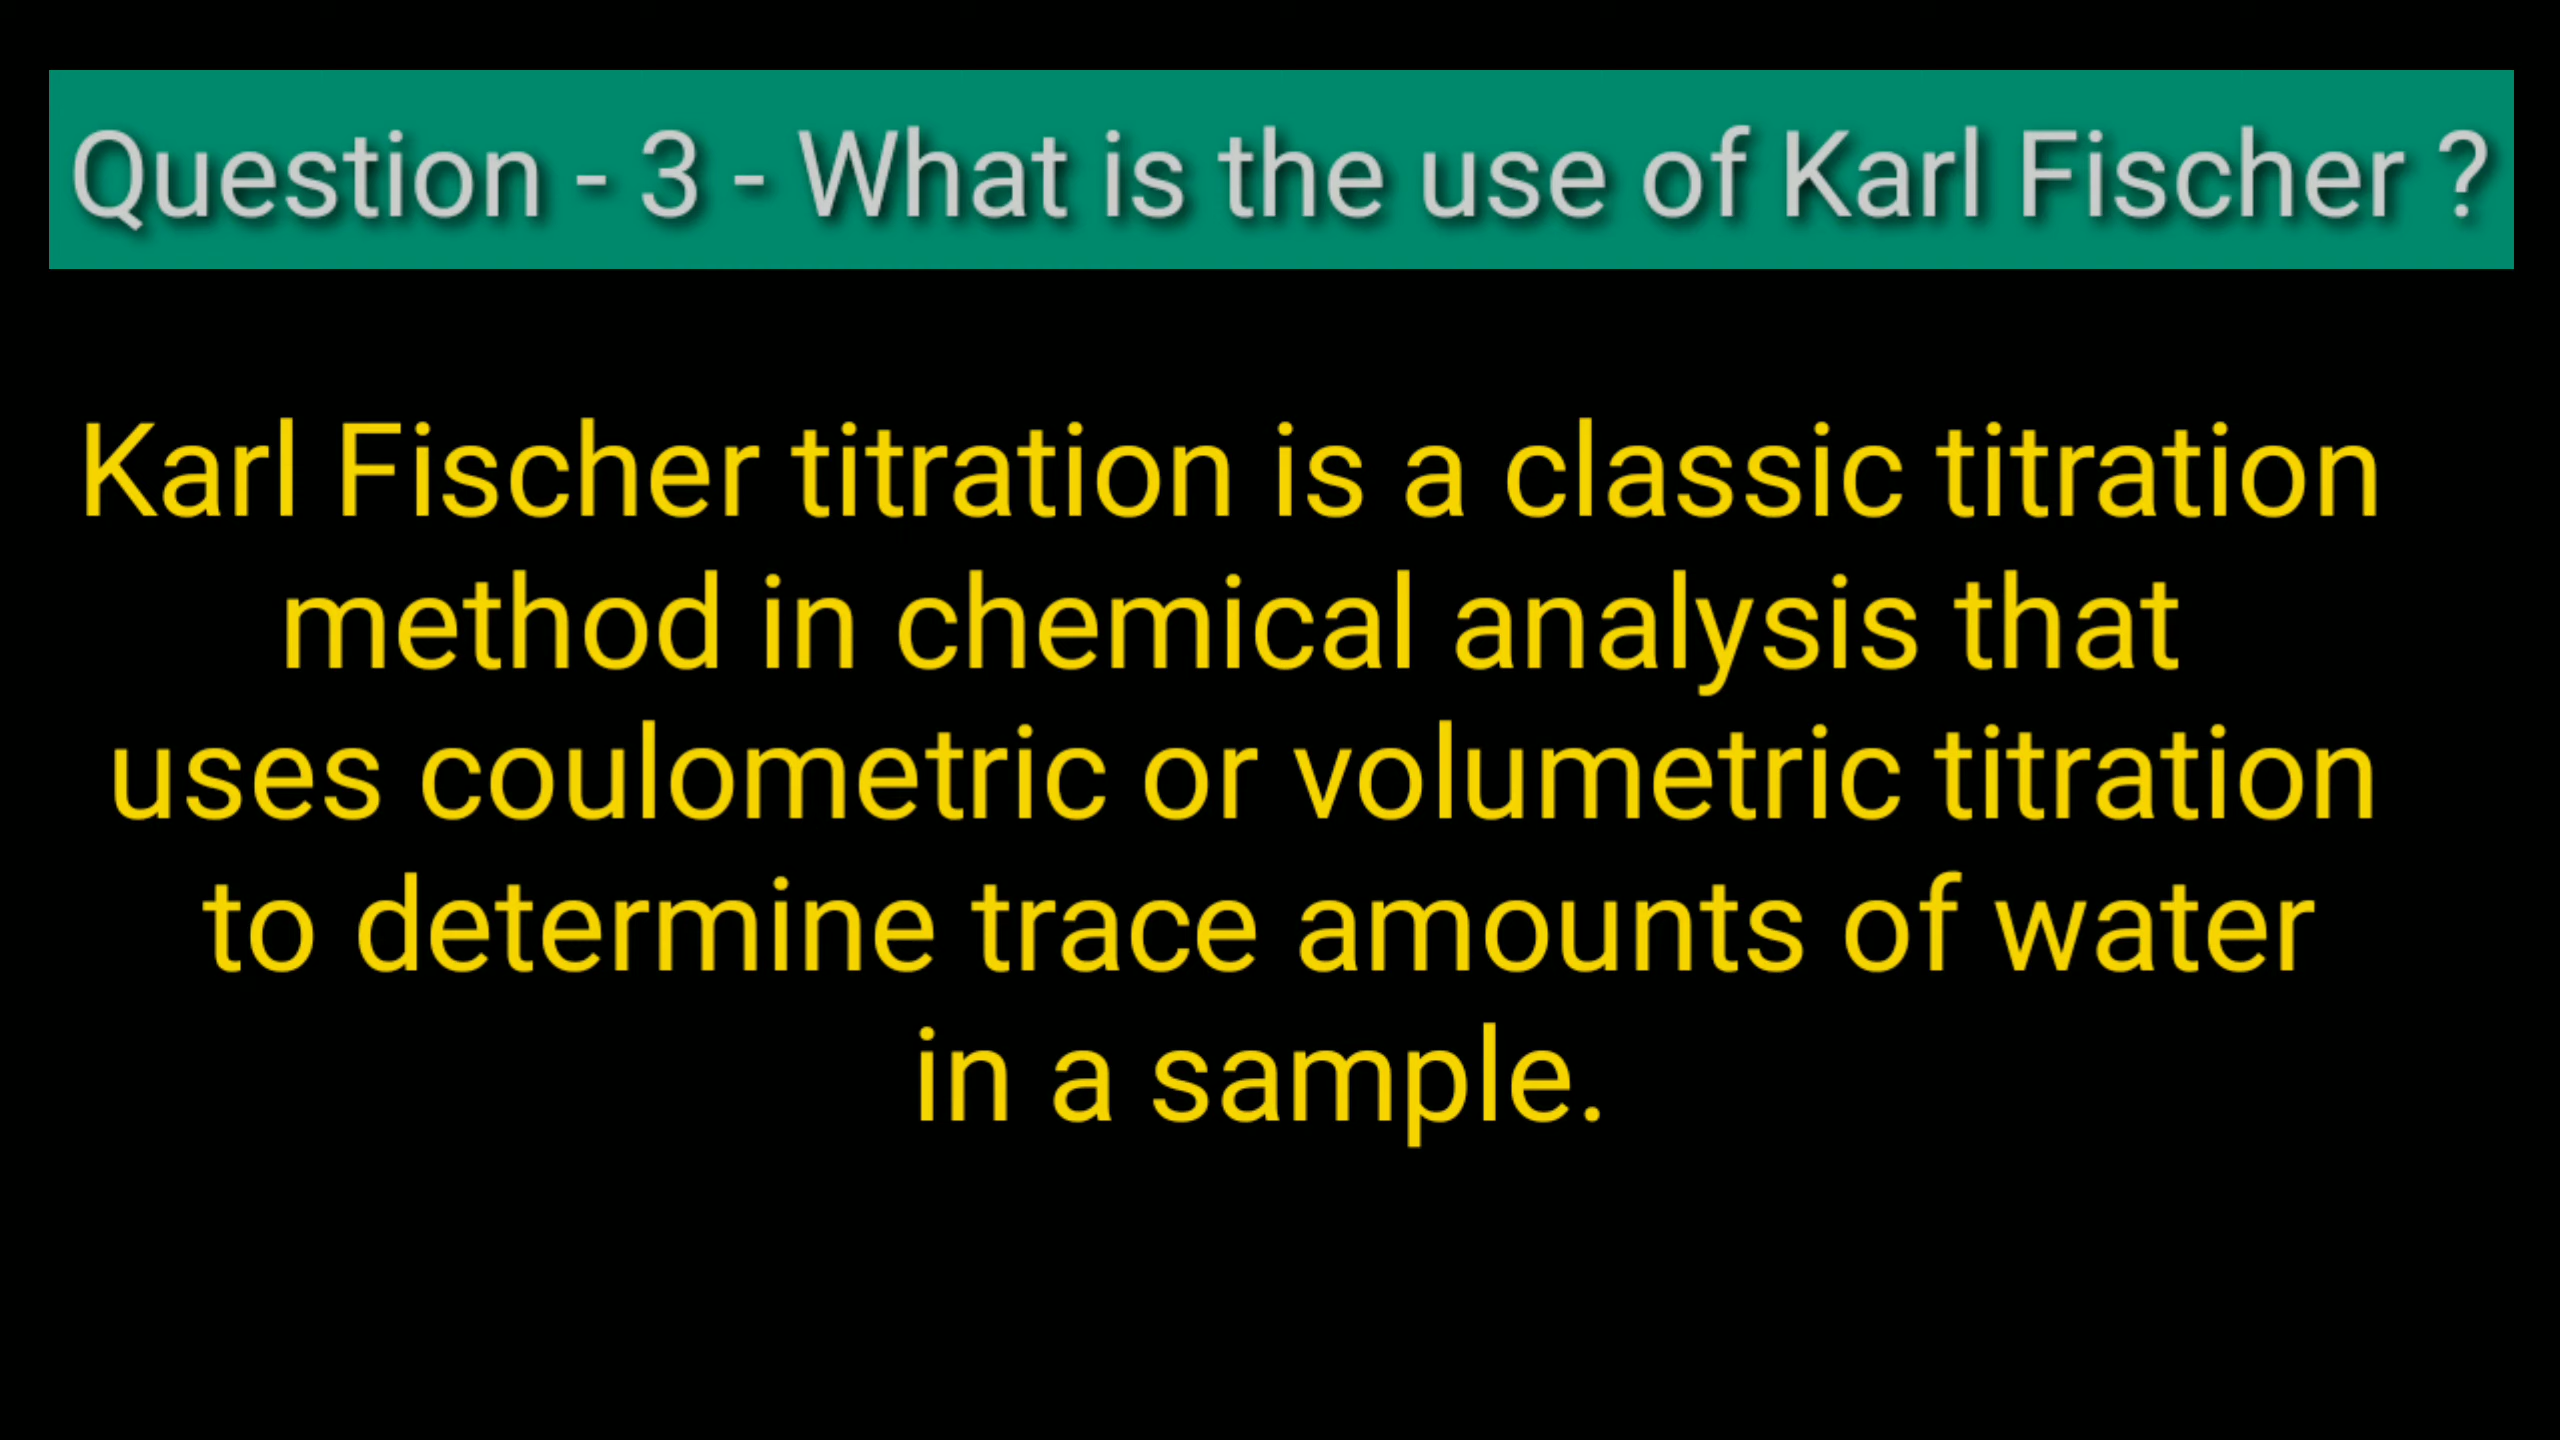 Question - 3 - What is the use of Karl Fischer ?
Karl Fischer titration is a classic titration
method in chemical analysis that
uses coulometric or volumetric titration
to determine trace amounts of water
in a sample.